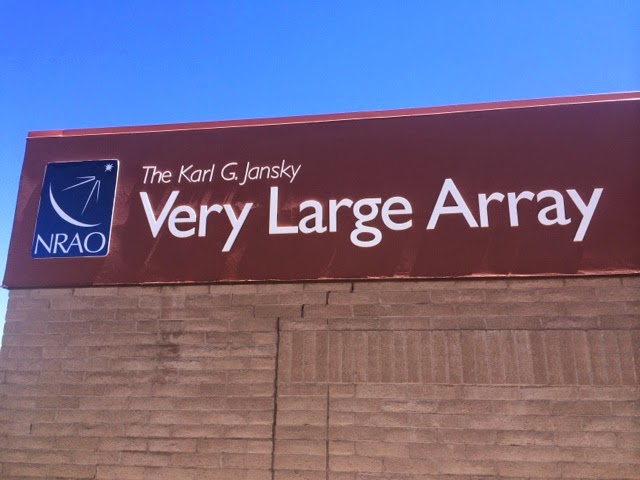 The Karl G. Jansky
Very Large Array
NRAO